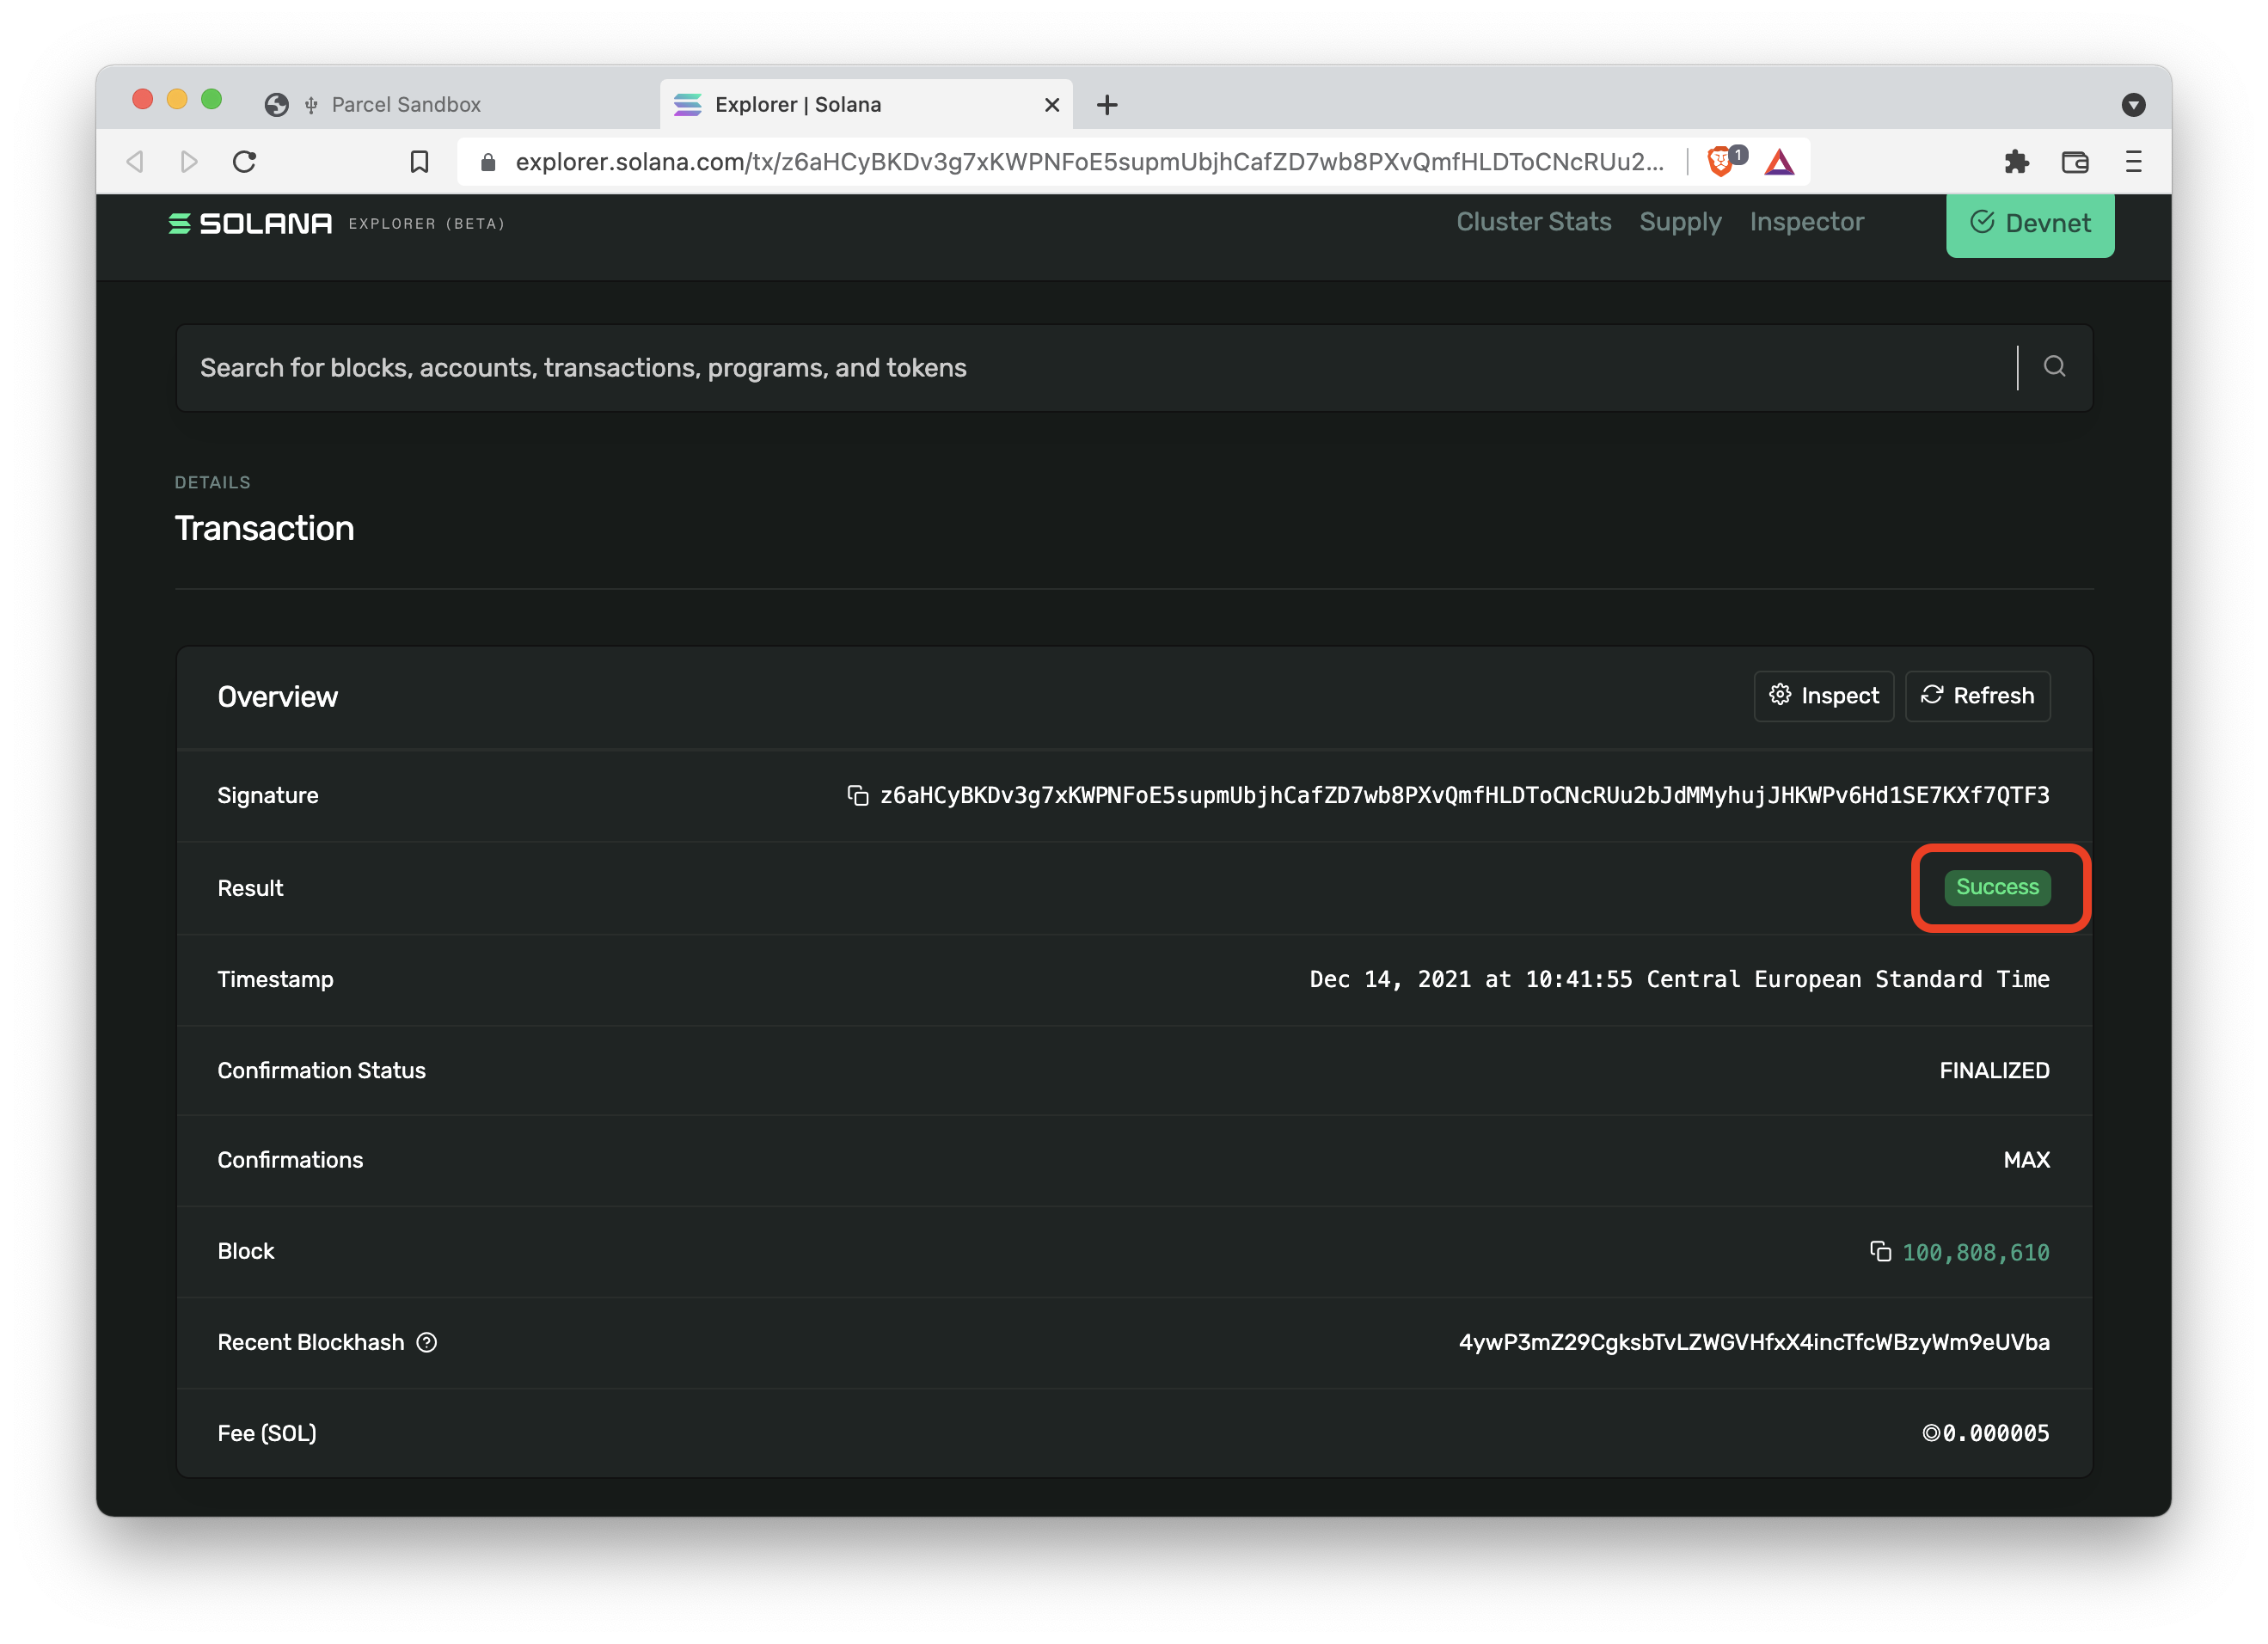 Parcel Sandbox
Explorer | Solana
explorer.solana.com/tx/z6aHCyBKDv3g7xKWPNFoE5supmUbjhCafZD7wb8PXvQmfHLDToCNcRUu2...
1
SOLANA EXPLORER (BETA)
Cluster Stats Supply Inspector Devnet
Search for blocks, accounts, transactions, programs, and tokens
DETAILS
Transaction
Overview Inspect Refresh
Signature z6aHCyBKDv3g7xKWPNFoE5supmUbjhCafZD7wb8PXvQmfHLDToCNcRUu2bJdMMyhujJHKWPv6Hd1SE7KXf7QTF3
Result Success
Timestamp Dec 14, 2021 at 10:41:55 Central European Standard Time
Confirmation Status FINALIZED
Confirmations MAX
Block 100,808,610
Recent Blockhash 4ywP3mZ29CgksbTvLZWGVHfxX4incTfcWBzyWm9eUVba
Fee (SOL) ◎0.000005